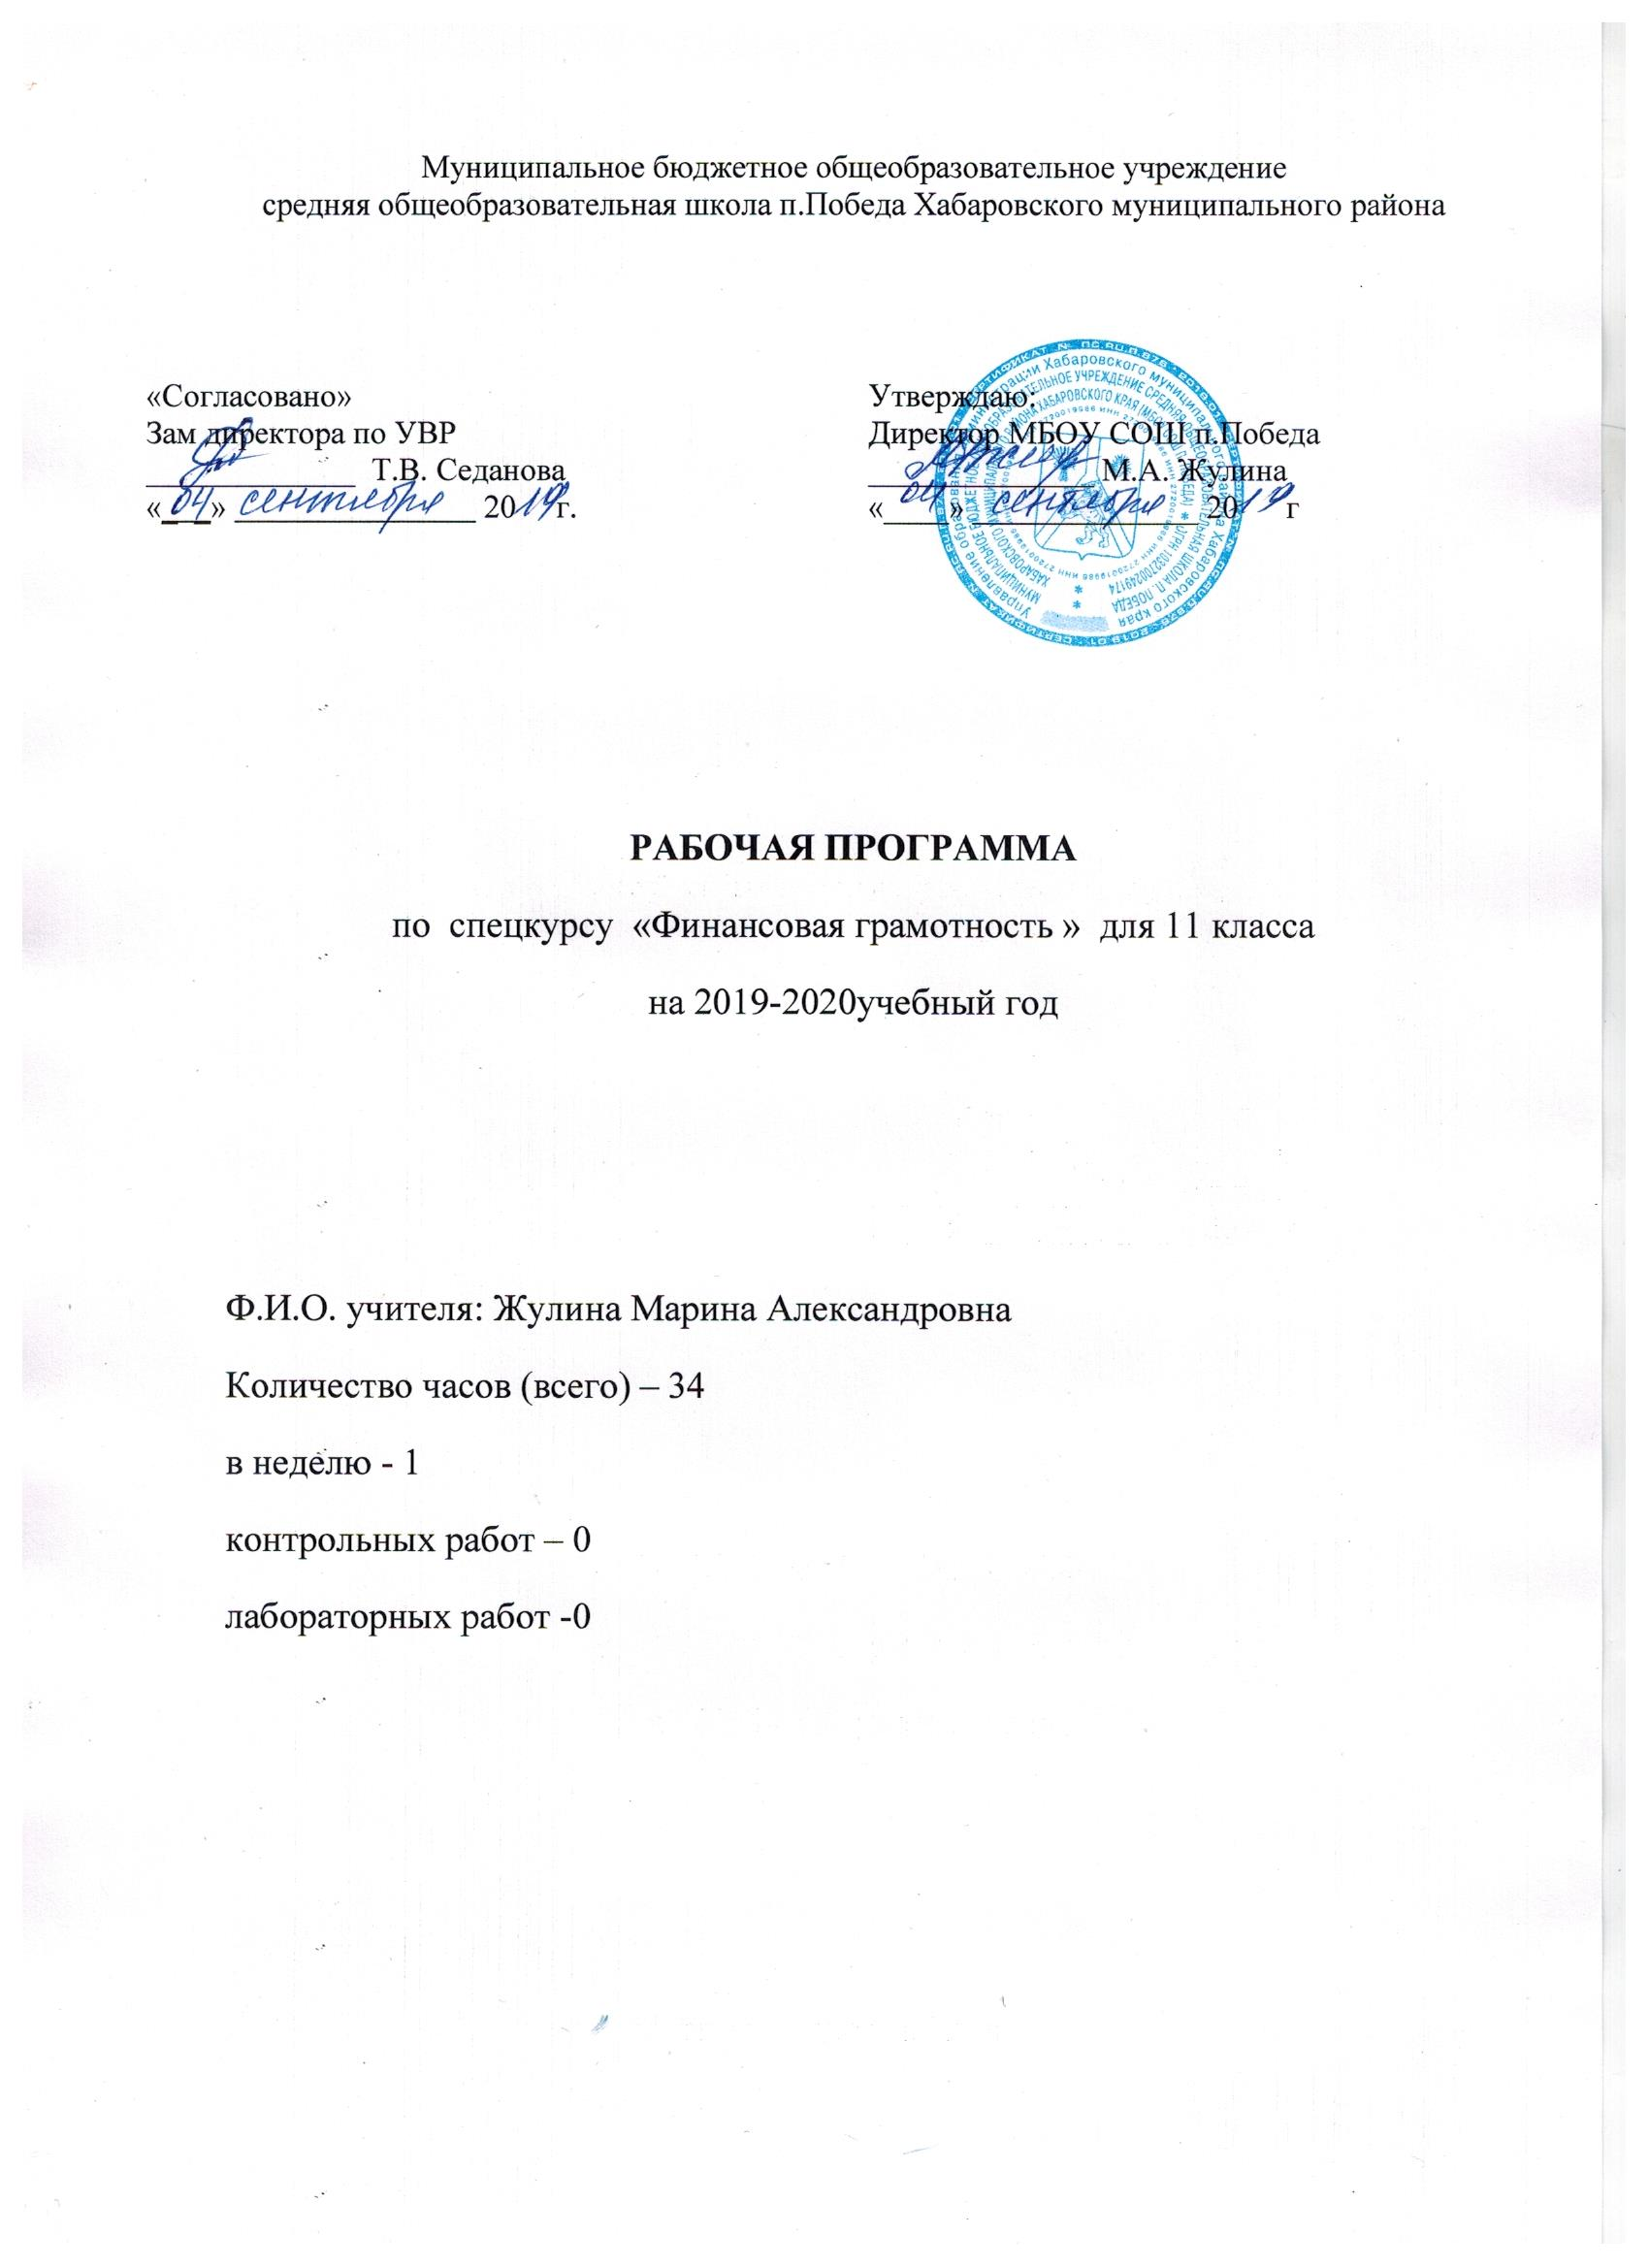 Муниципальное бюджетное общеобразовательное учреждение
средняя общеобразовательная школа п.Победа Хабаровского муниципального района
«Согласовано»
Зам директора по УВР
Т.В. Седанова
«04» сентября 2019г.
Утверждаю:
Директор МБОУ СОШ п.Победа
М.А. Жулина
«04» сентября 2019 г
РАБОЧАЯ ПРОГРАММА
по спецкурсу «Финансовая грамотность » для 11 класса
на 2019-2020учебный год
Ф.И.О. учителя: Жулина Марина Александровна
Количество часов (всего) – 34
в неделю - 1
контрольных работ – 0
лабораторных работ -0